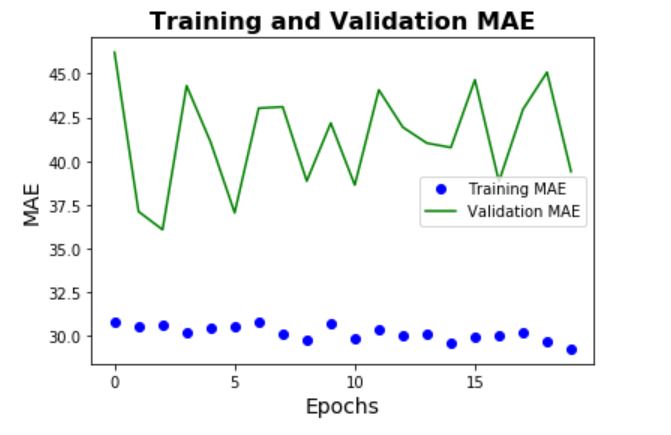 Training and Validation MAE
MAE
45.0
42.5
40.0
37.5
35.0
32.5
30.0
Training MAE
Validation MAE
0 5 10 15
Epochs